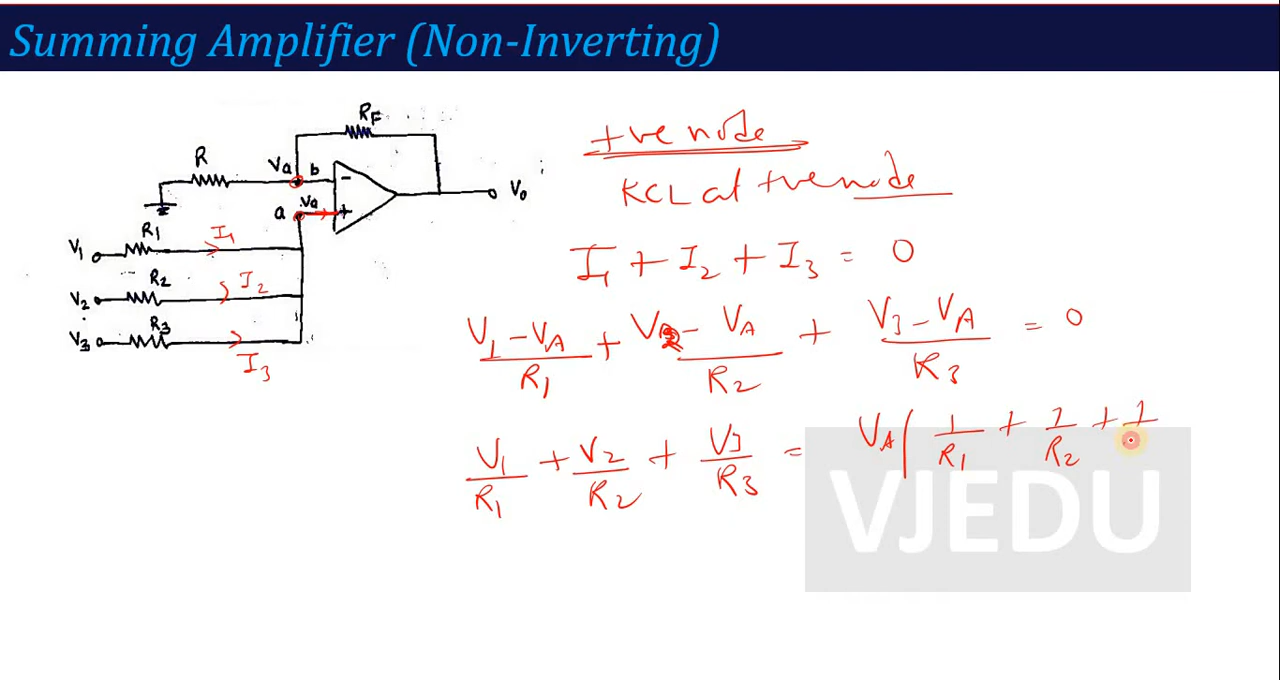 Summing Amplifier (Non-Inverting)
RF
R
Va
b
-
V0
Va
a
+
V1
R1
I1
V2
R2
I2
V3
R3
I3
+ve node
KCL at +ve node
I1 + I2 + I3 = 0
(V1 - VA)/R1 + (V2 - VA)/R2 + (V3 - VA)/R3 = 0
V1/R1 + V2/R2 + V3/R3 = VA( 1/R1 + 1/R2 + 1/
VJEDU